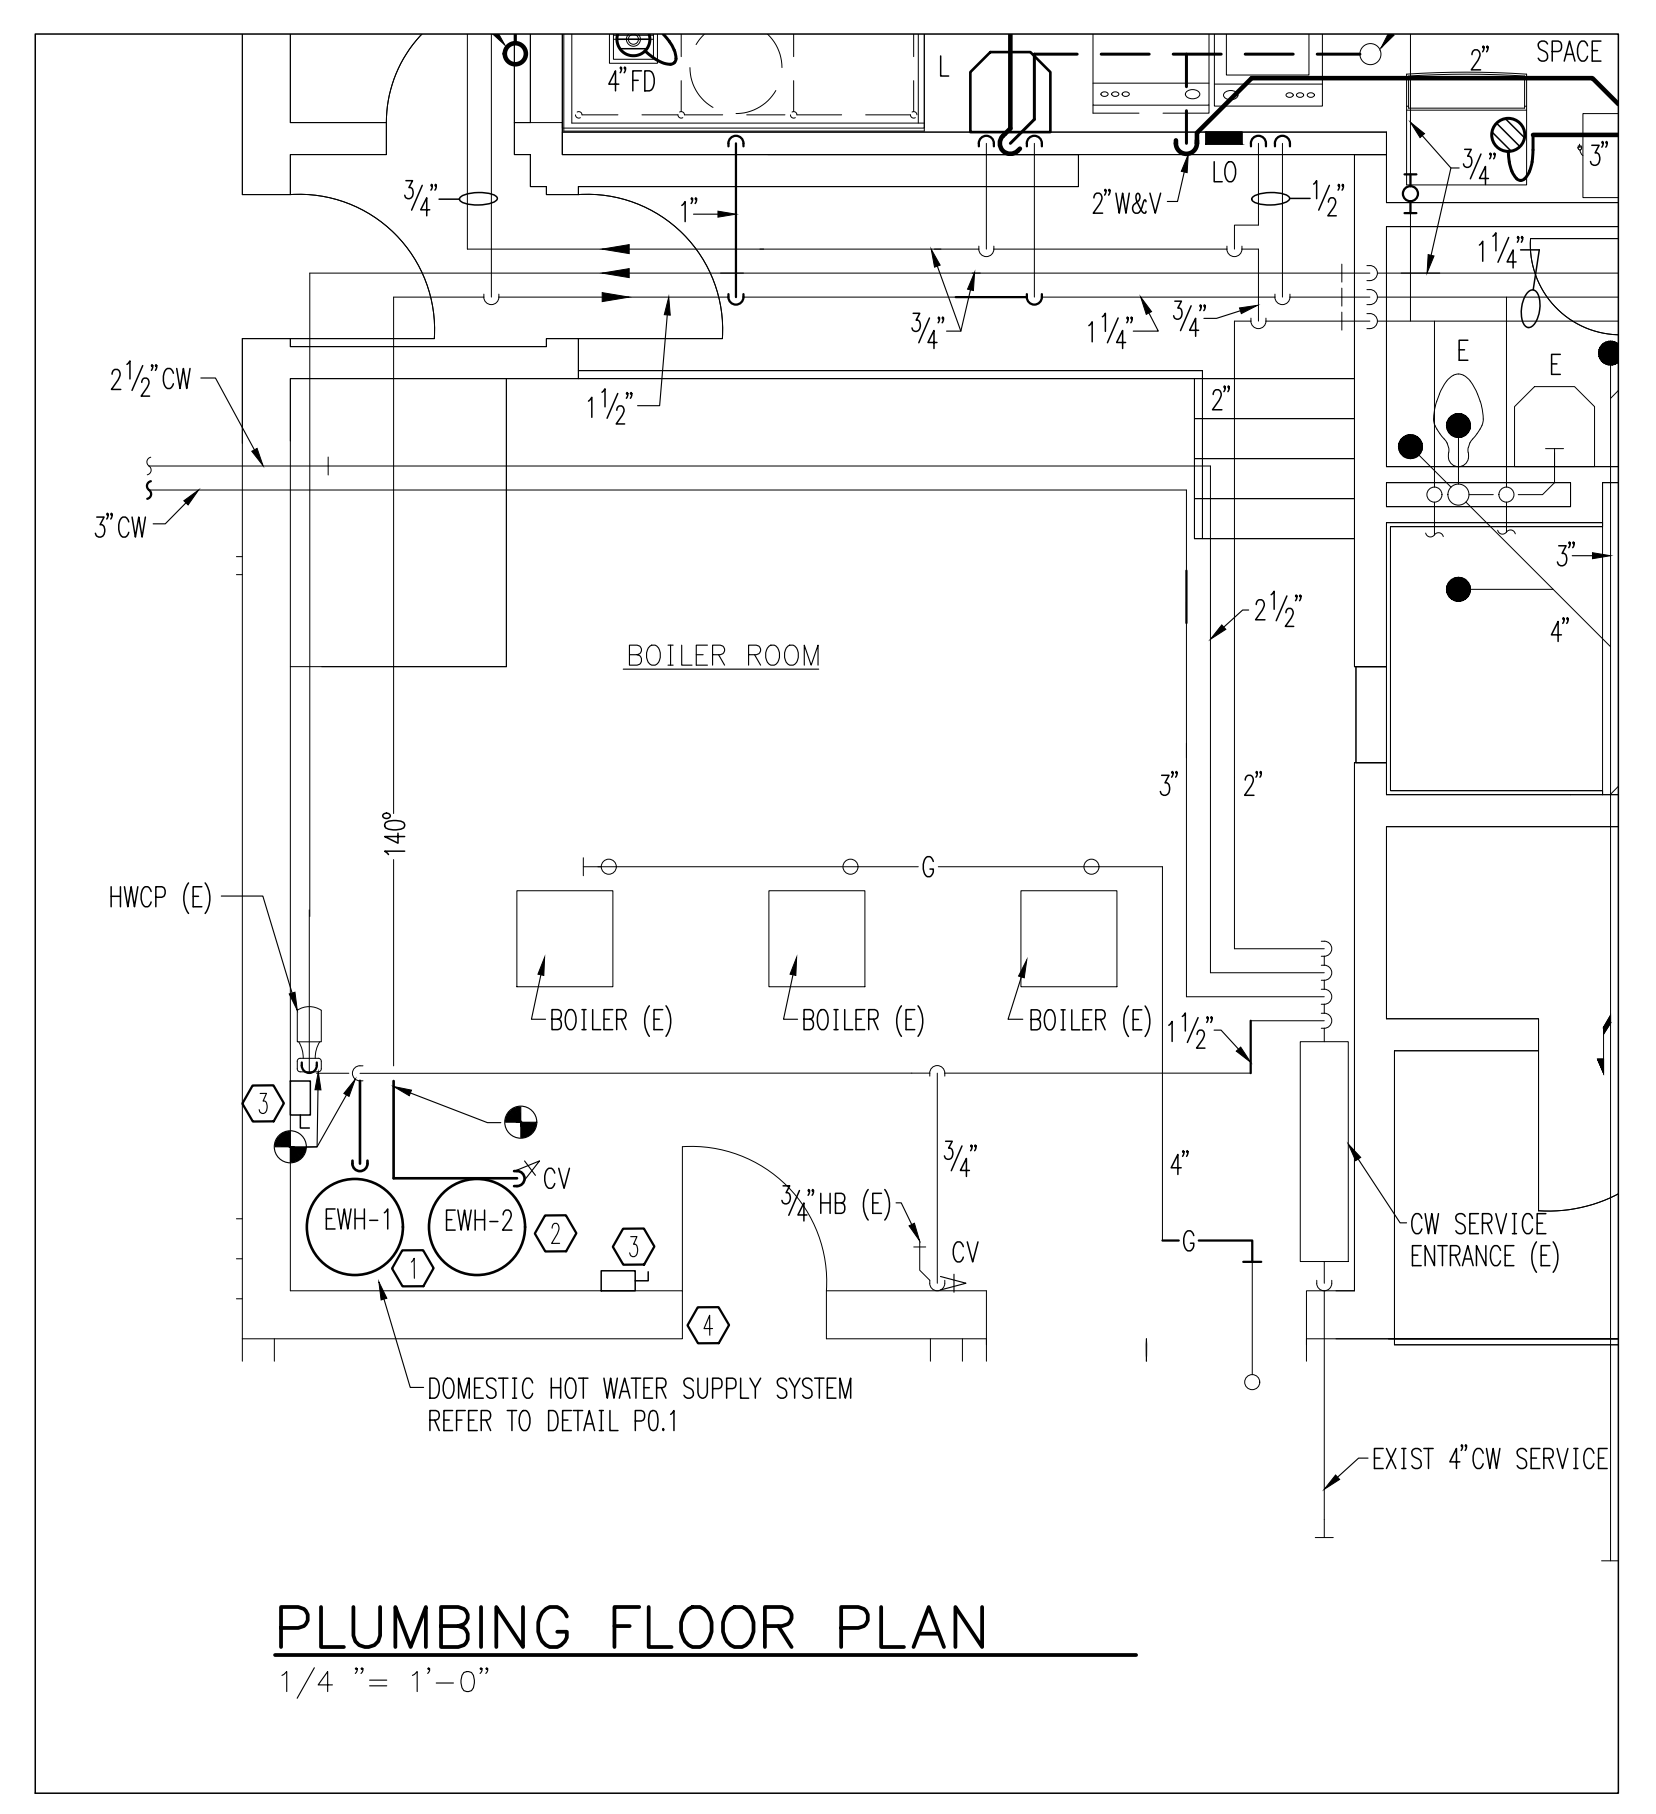 SPACE
2"
4"FD
L
3/4"
3"
LO
3/4"
1"
2"W&V
1/2"
1 1/4"
3/4"
1 1/4"
3/4"
E
E
2 1/2"CW
1 1/2"
2"
3"CW
3"
2 1/2"
4"
BOILER ROOM
3"
2"
140°
G
HWCP (E)
BOILER (E)
BOILER (E)
BOILER (E)
1 1/2"
3
3/4"
4"
CV
3/4"HB (E)
EWH-1
EWH-2
2
CW SERVICE
ENTRANCE (E)
G
3
CV
1
4
DOMESTIC HOT WATER SUPPLY SYSTEM
REFER TO DETAIL P0.1
EXIST 4"CW SERVICE
PLUMBING FLOOR PLAN
1/4 "= 1'-0"